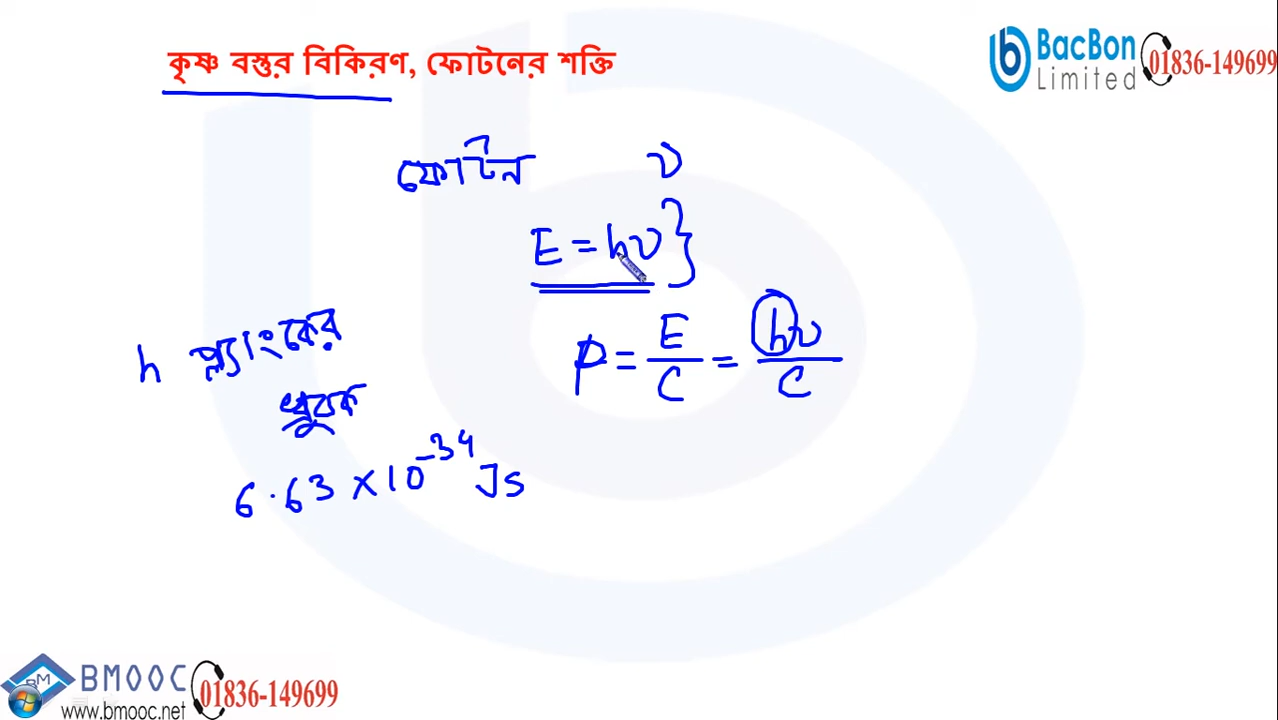 কৃষ্ণ বস্তুর বিকিরণ, ফোটনের শক্তি
BacBon
Limited
01836-149699
ফোটন ν
E = hν }
P = E/C = hν/C
h প্ল্যাংকের
ধ্রুবক
6.63 × 10⁻³⁴ Js
BM BMOOC
www.bmooc.net
01836-149699